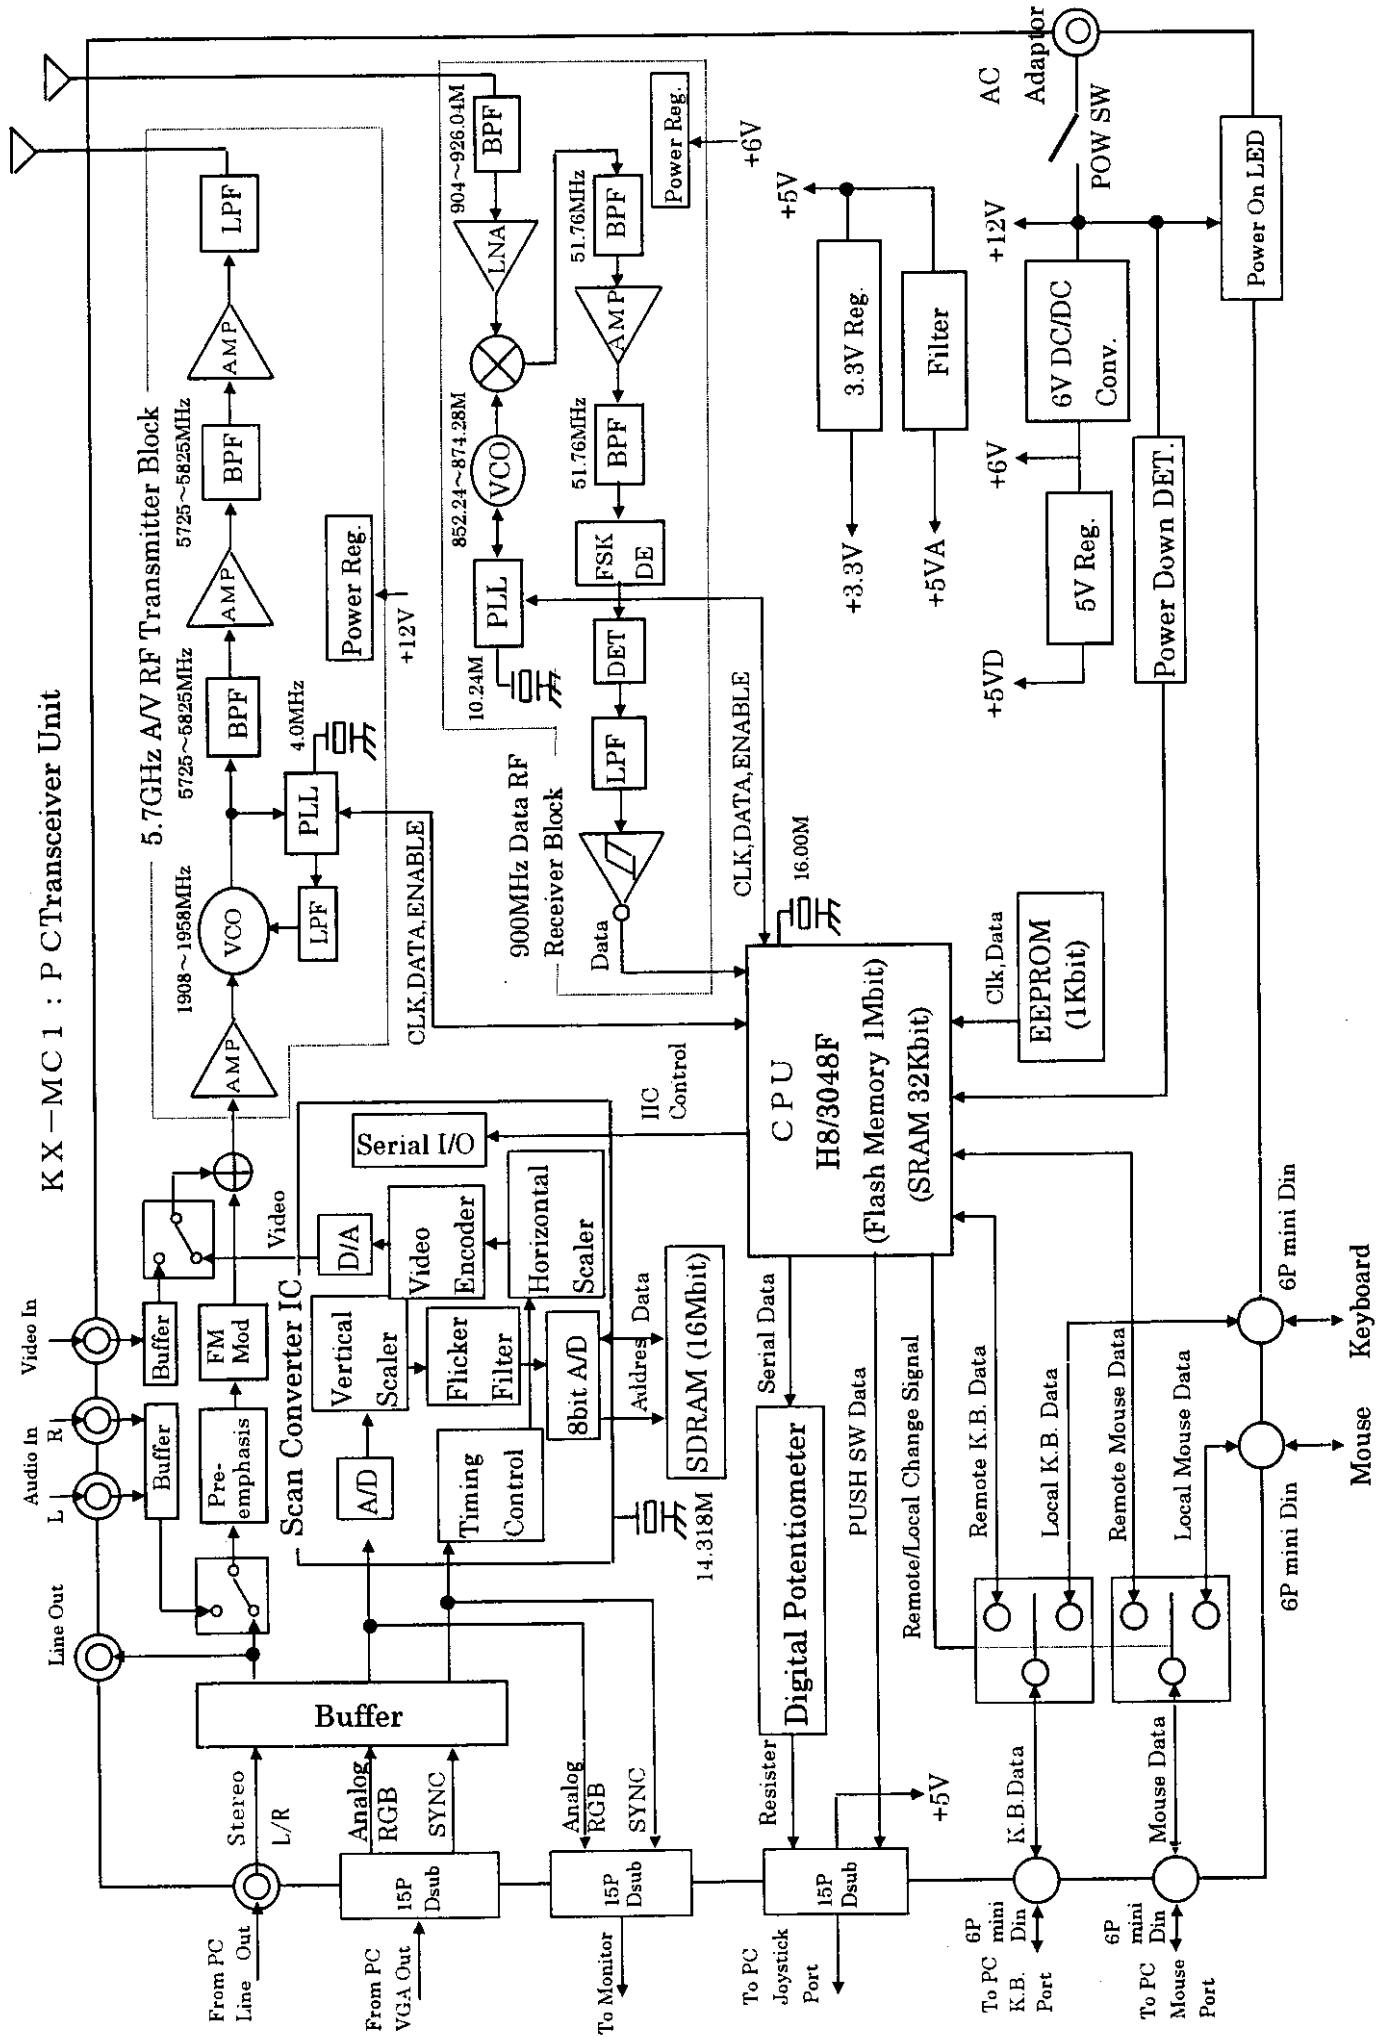 KX-MC1 : PCTransceiver Unit
From PC
Line Out
Stereo
L/R
From PC
VGA Out
15P
Dsub
Analog
RGB
SYNC
To Monitor
15P
Dsub
Analog
RGB
SYNC
To PC
Joystick
Port
15P
Dsub
Resister
+5V
To PC
K.B.
Port
6P
mini
Din
K.B.Data
To PC
Mouse
Port
6P
mini
Din
Mouse Data
Buffer
Line Out
Audio In
L
R
Video In
Buffer
Buffer
Pre-
emphasis
FM
Mod
Video
Scan Converter IC
A/D
Timing
Control
Vertical
Scaler
Flicker
Filter
8bit A/D
Video
Encoder
Horizontal
Scaler
D/A
Serial I/O
Addres
Data
SDRAM (16Mbit)
14.318M
IIC
Control
5.7GHz A/V RF Transmitter Block
AMP
1908~1958MHz
VCO
LPF
PLL
4.0MHz
5725~5825MHz
BPF
AMP
5725~5825MHz
BPF
AMP
LPF
Power Reg.
+12V
CLK,DATA,ENABLE
900MHz Data RF
Receiver Block
904~926.04M
BPF
LNA
852.24~874.28M
VCO
PLL
10.24M
51.76MHz
BPF
AMP
51.76MHz
BPF
FSK
DE
DET
LPF
Data
Power Reg.
+6V
CLK,DATA,ENABLE
16.00M
CPU
H8/3048F
(Flash Memory 1Mbit)
(SRAM 32Kbit)
Clk,Data
EEPROM
(1Kbit)
Serial Data
Digital Potentiometer
PUSH SW Data
Remote/Local Change Signal
Remote K.B. Data
Local K.B. Data
Remote Mouse Data
Local Mouse Data
6P mini Din
6P mini Din
Mouse
Keyboard
+5V
3.3V Reg.
+3.3V
Filter
+5VA
AC
Adaptor
POW SW
+12V
6V DC/DC
Conv.
+6V
5V Reg.
+5VD
Power Down DET.
Power On LED